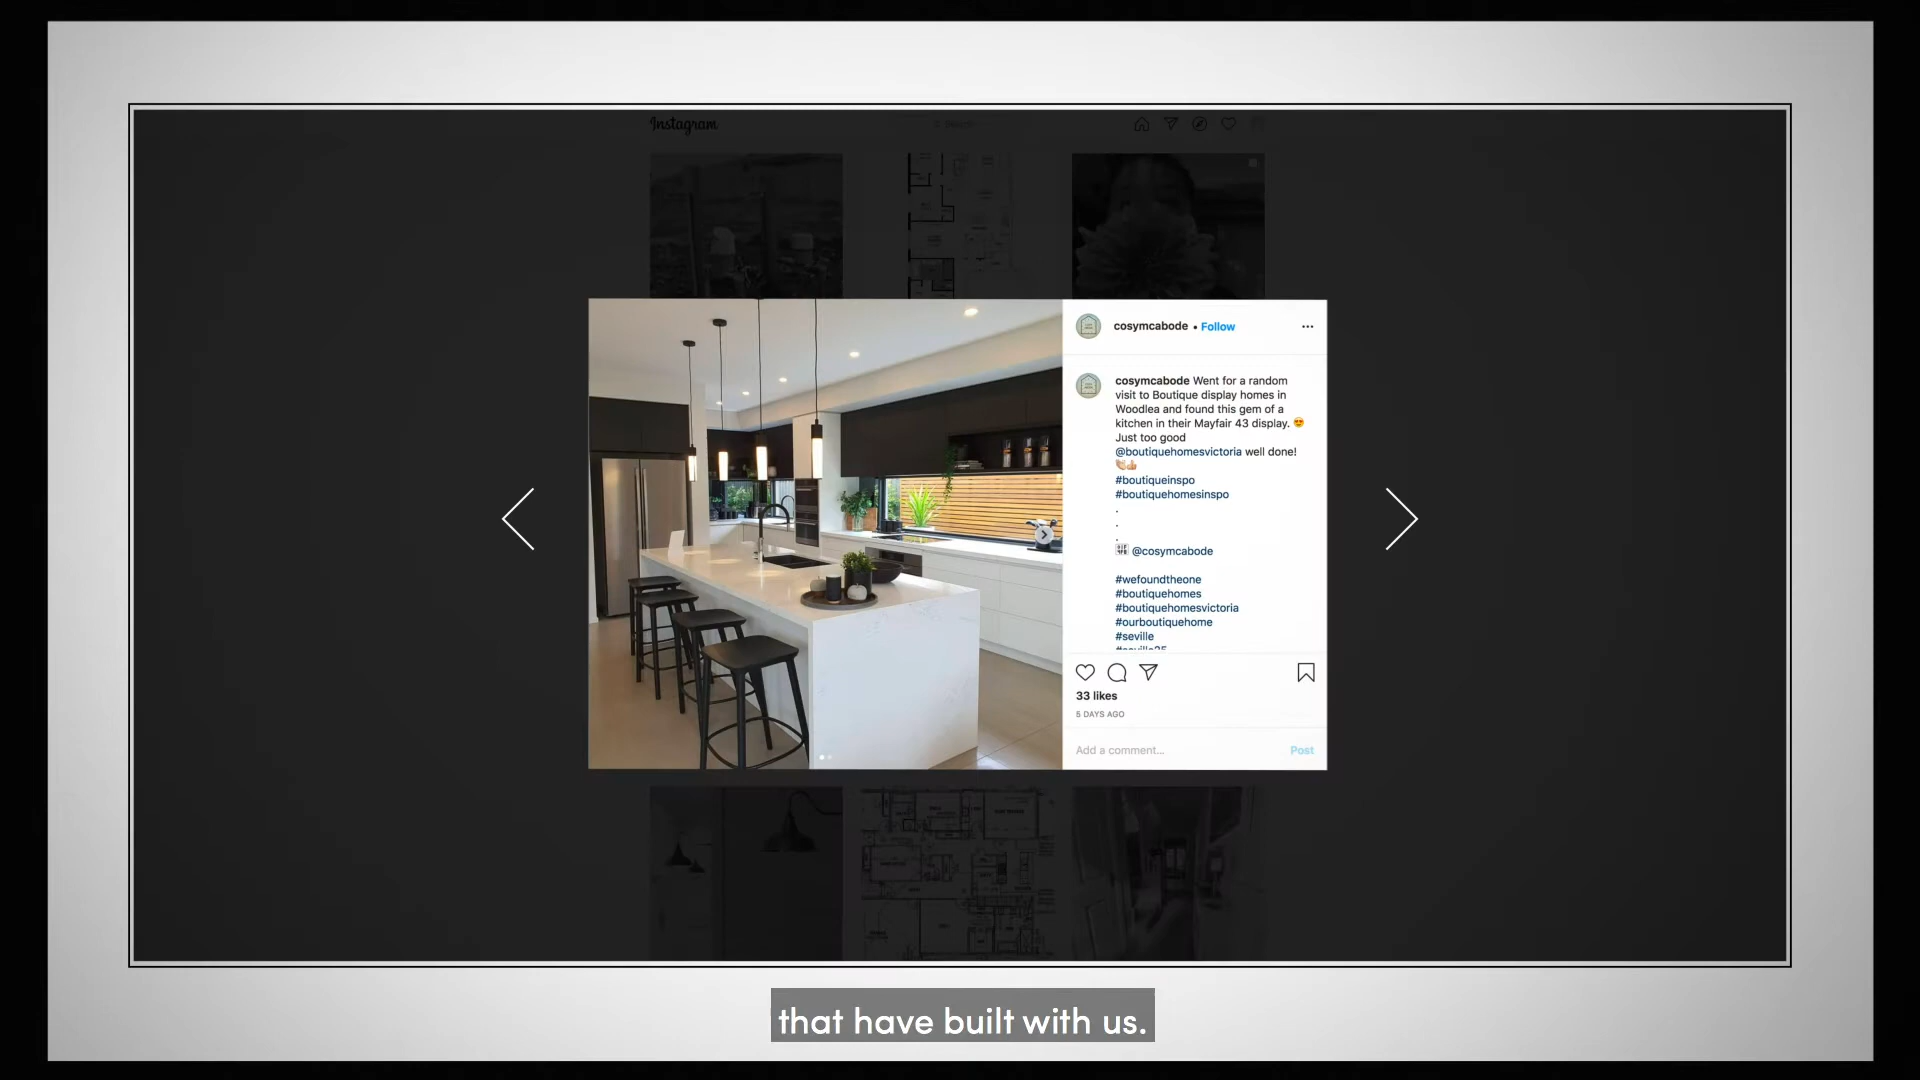 Instagram
Search
cosymcabode • Follow
cosymcabode Went for a random
visit to Boutique display homes in
Woodlea and found this gem of a
kitchen in their Mayfair 43 display. 😍
Just too good
@boutiquehomesvictoria well done!
👏🏼👍🏼
#boutiqueinspo
#boutiquehomesinspo
.
.
.
@cosymcabode
#wefoundtheone
#boutiquehomes
#boutiquehomesvictoria
#ourboutiquehome
#seville
#seville35
33 likes
5 DAYS AGO
Add a comment... Post
that have built with us.